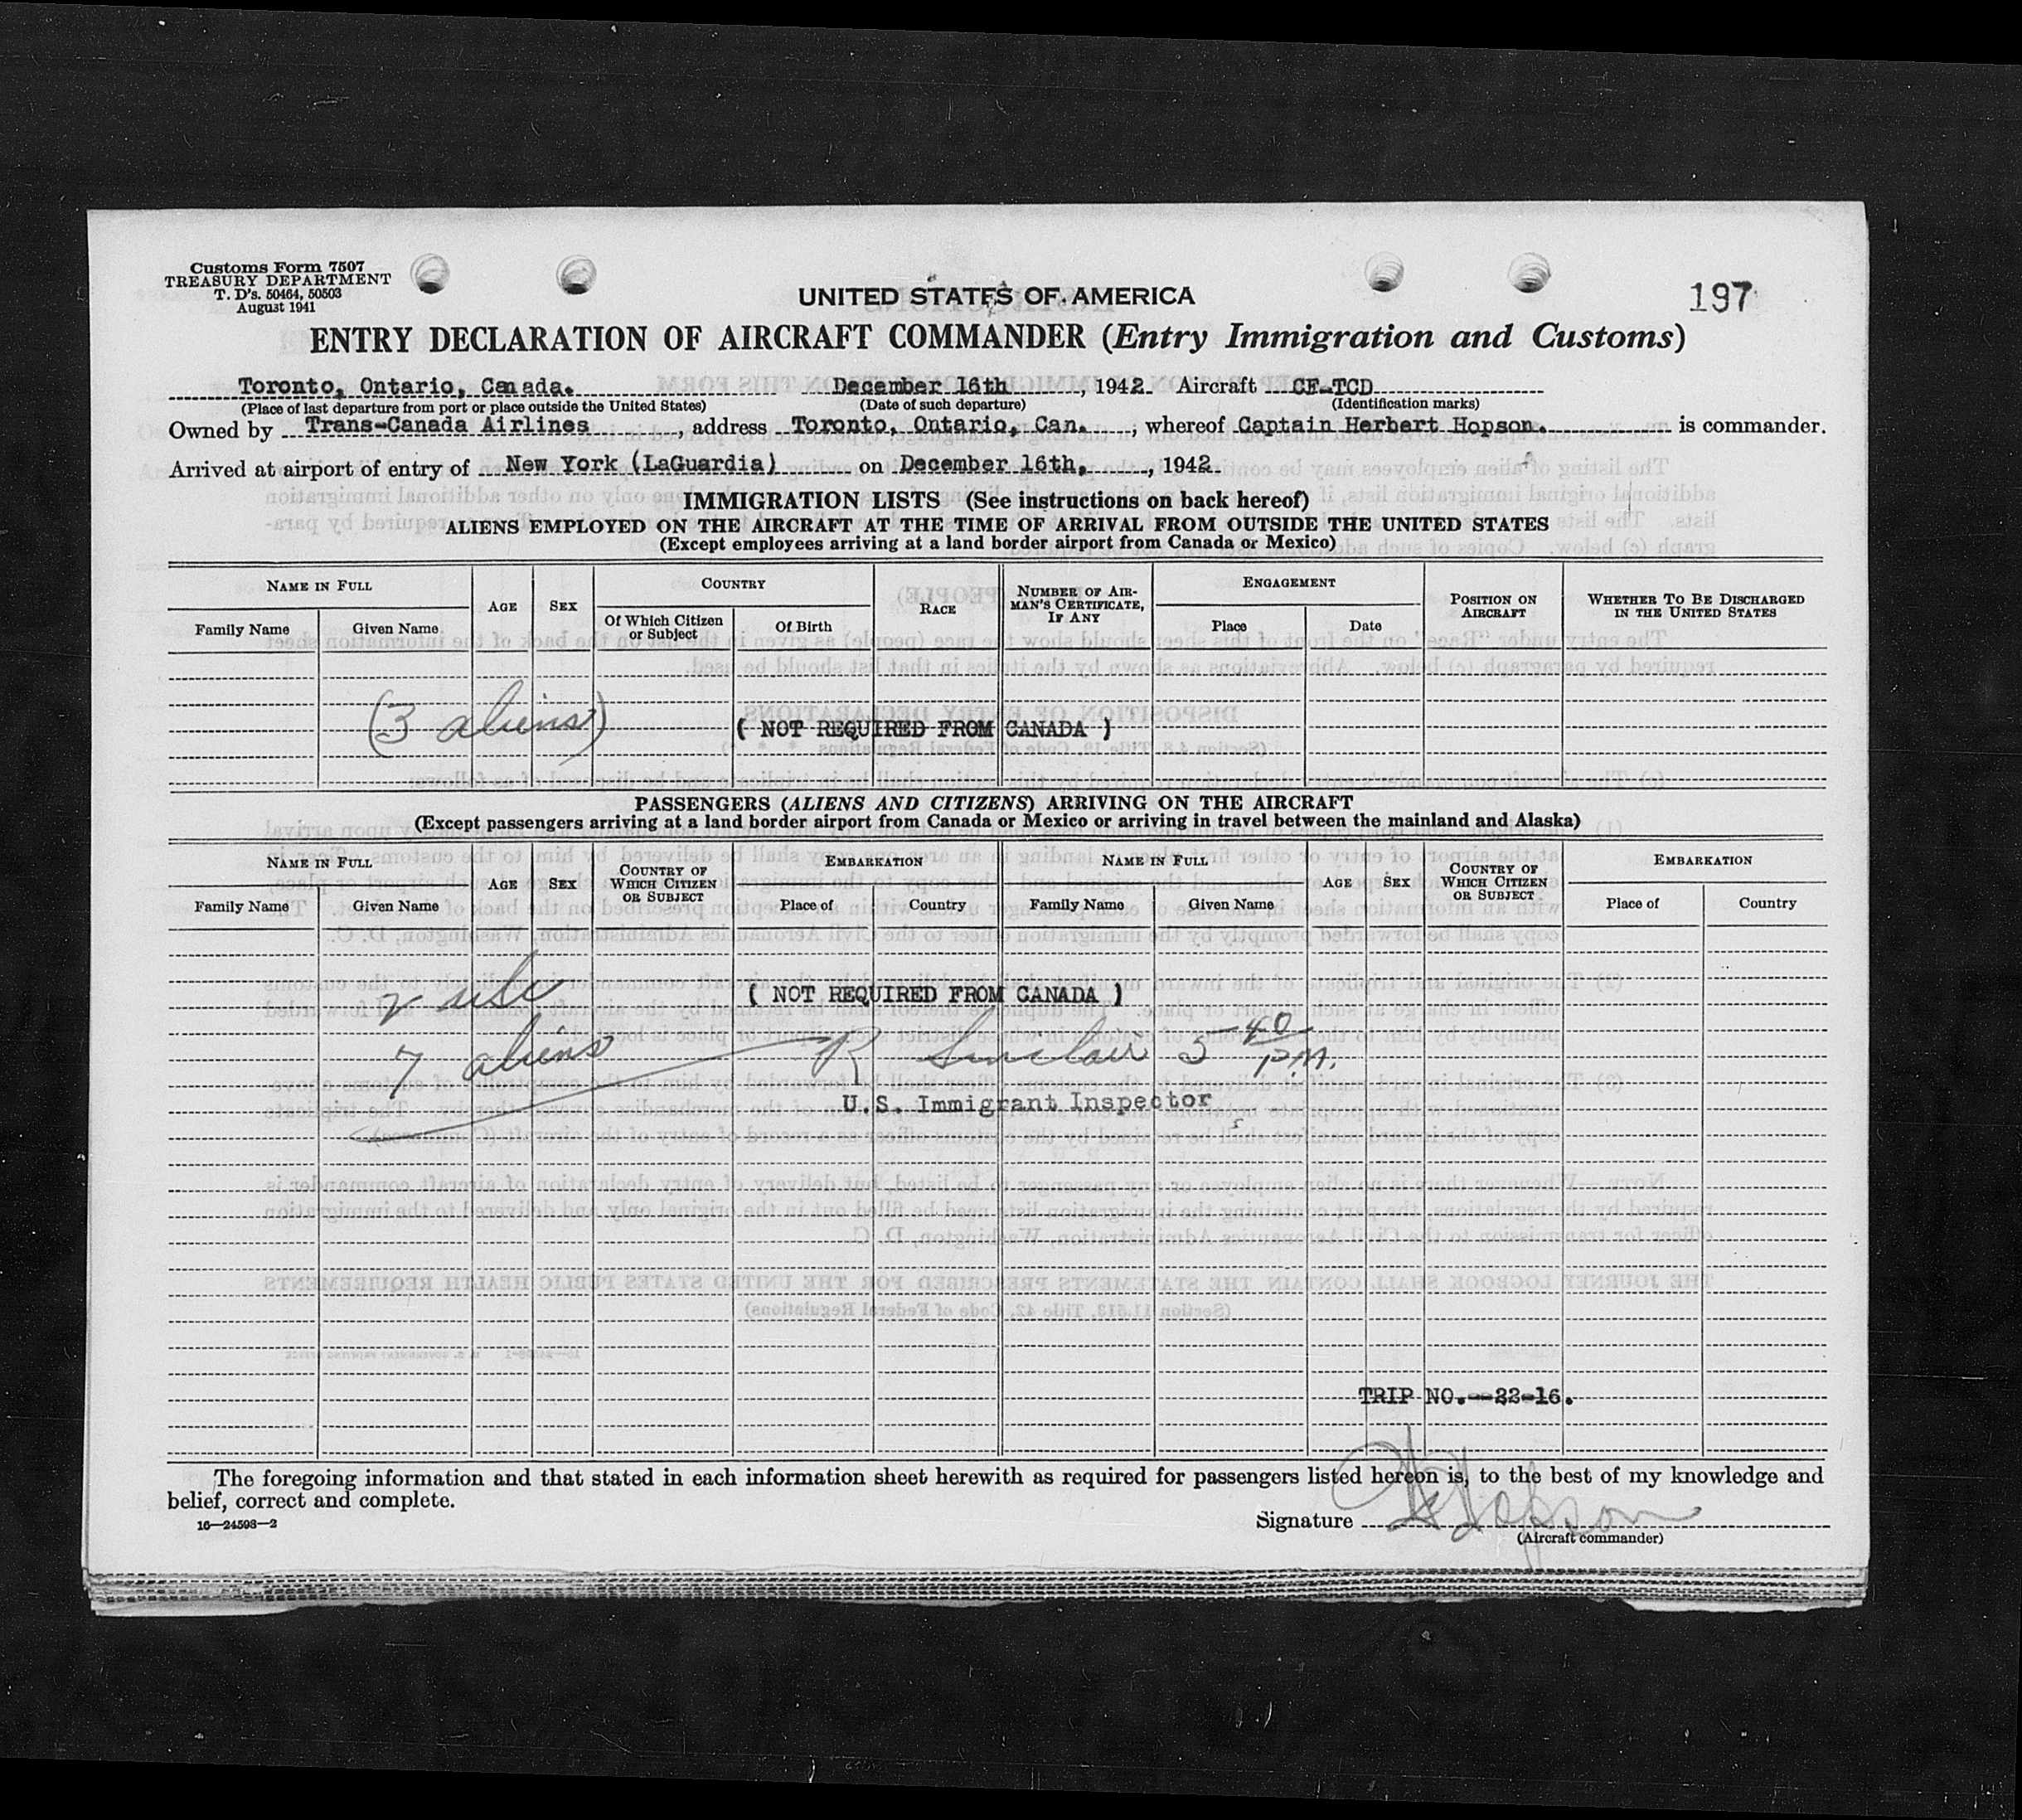 Customs Form 7507
TREASURY DEPARTMENT
T. D's. 50464, 50503
August 1941
UNITED STATES OF AMERICA
197
ENTRY DECLARATION OF AIRCRAFT COMMANDER (Entry Immigration and Customs)
Toronto, Ontario, Canada. December 16th, 1942 Aircraft CF-TCD
(Place of last departure from port or place outside the United States) (Date of such departure) (Identification marks)
Owned by Trans-Canada Airlines, address Toronto, Ontario, Can.; whereof Captain Herbert Hopson. is commander.
Arrived at airport of entry of New York (LaGuardia) on December 16th, 1942
IMMIGRATION LISTS (See instructions on back hereof)
ALIENS EMPLOYED ON THE AIRCRAFT AT THE TIME OF ARRIVAL FROM OUTSIDE THE UNITED STATES
(Except employees arriving at a land border airport from Canada or Mexico)
NAME IN FULL AGE SEX COUNTRY RACE NUMBER OF AIRMAN'S CERTIFICATE, IF ANY ENGAGEMENT POSITION ON AIRCRAFT WHETHER TO BE DISCHARGED IN THE UNITED STATES
Family Name Given Name Of Which Citizen or Subject Of Birth Place Date
(3 aliens) ( NOT REQUIRED FROM CANADA )
PASSENGERS (ALIENS AND CITIZENS) ARRIVING ON THE AIRCRAFT
(Except passengers arriving at a land border airport from Canada or Mexico or arriving in travel between the mainland and Alaska)
NAME IN FULL AGE SEX COUNTRY OF WHICH CITIZEN OR SUBJECT EMBARKATION NAME IN FULL AGE SEX COUNTRY OF WHICH CITIZEN OR SUBJECT EMBARKATION
Family Name Given Name Place of Country Family Name Given Name Place of Country
( NOT REQUIRED FROM CANADA )
7 aliens R Sinclair 5 40 P.M.
U.S. Immigrant Inspector
TRIP NO.--22-16.
The foregoing information and that stated in each information sheet herewith as required for passengers listed hereon is, to the best of my knowledge and
belief, correct and complete.
16—24593—2
Signature H Hopson
(Aircraft commander)